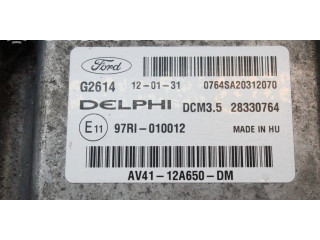 Ford
G2614 12-01-31 0764SA20312070
DELPHI DCM3.5 28330764
E11 97RI-010012 MADE IN HU
AV41-12A650-DM